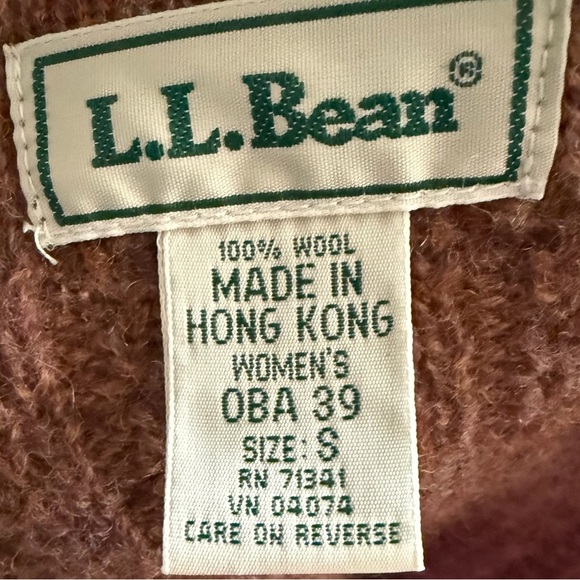 L.L.Bean®
100% WOOL
MADE IN
HONG KONG
WOMEN'S
OBA 39
SIZE: S
RN 71341
VN 04074
CARE ON REVERSE